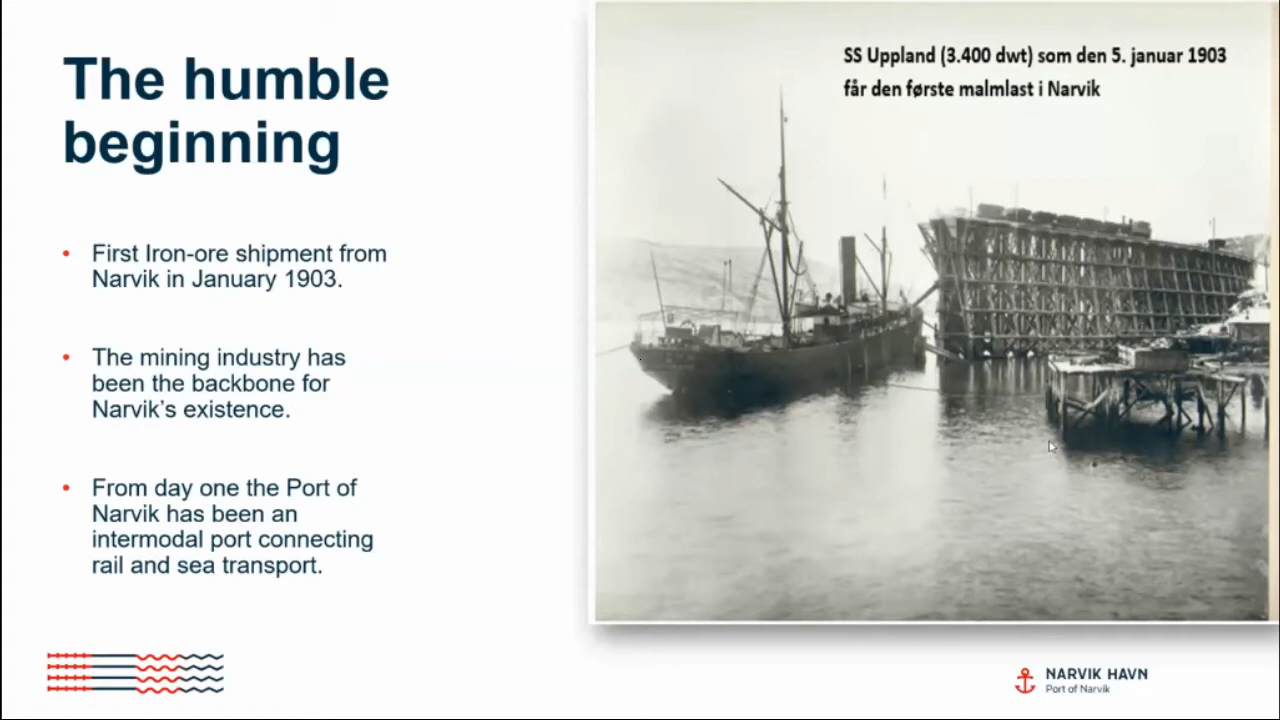 The humble
beginning
SS Uppland (3.400 dwt) som den 5. januar 1903
får den første malmlast i Narvik
• First Iron-ore shipment from
Narvik in January 1903.
• The mining industry has
been the backbone for
Narvik’s existence.
• From day one the Port of
Narvik has been an
intermodal port connecting
rail and sea transport.
NARVIK HAVN
Port of Narvik